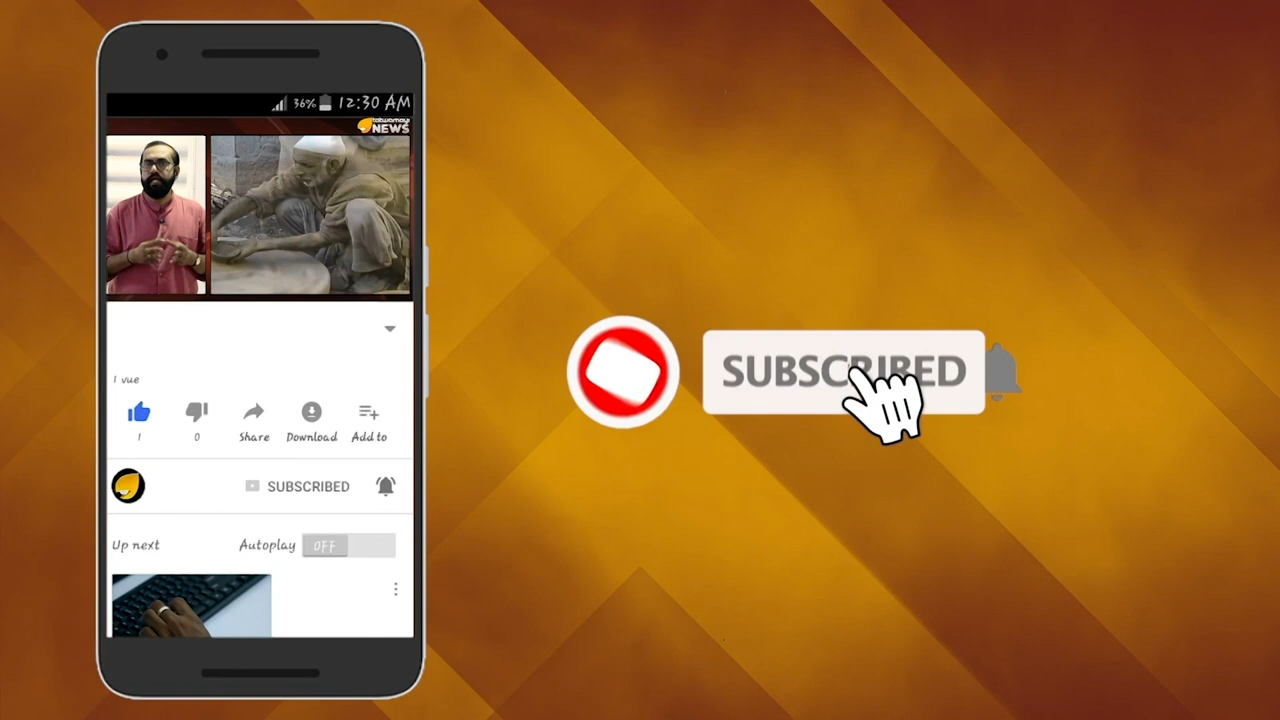 36% 12:30 AM
tatwamayi
NEWS
1 vue
1
0
Share
Download
Add to
SUBSCRIBED
Up next
Autoplay
OFF
SUBSCRIBED